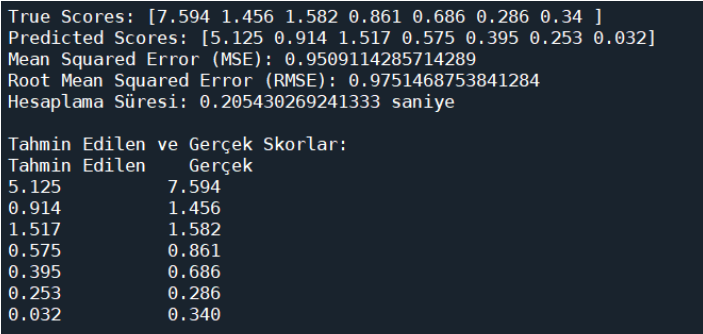 True Scores: [7.594 1.456 1.582 0.861 0.686 0.286 0.34 ]
Predicted Scores: [5.125 0.914 1.517 0.575 0.395 0.253 0.032]
Mean Squared Error (MSE): 0.9509114285714289
Root Mean Squared Error (RMSE): 0.9751468753841284
Hesaplama Süresi: 0.205430269241333 saniye

Tahmin Edilen ve Gerçek Skorlar:
Tahmin Edilen    Gerçek
5.125          7.594
0.914          1.456
1.517          1.582
0.575          0.861
0.395          0.686
0.253          0.286
0.032          0.340